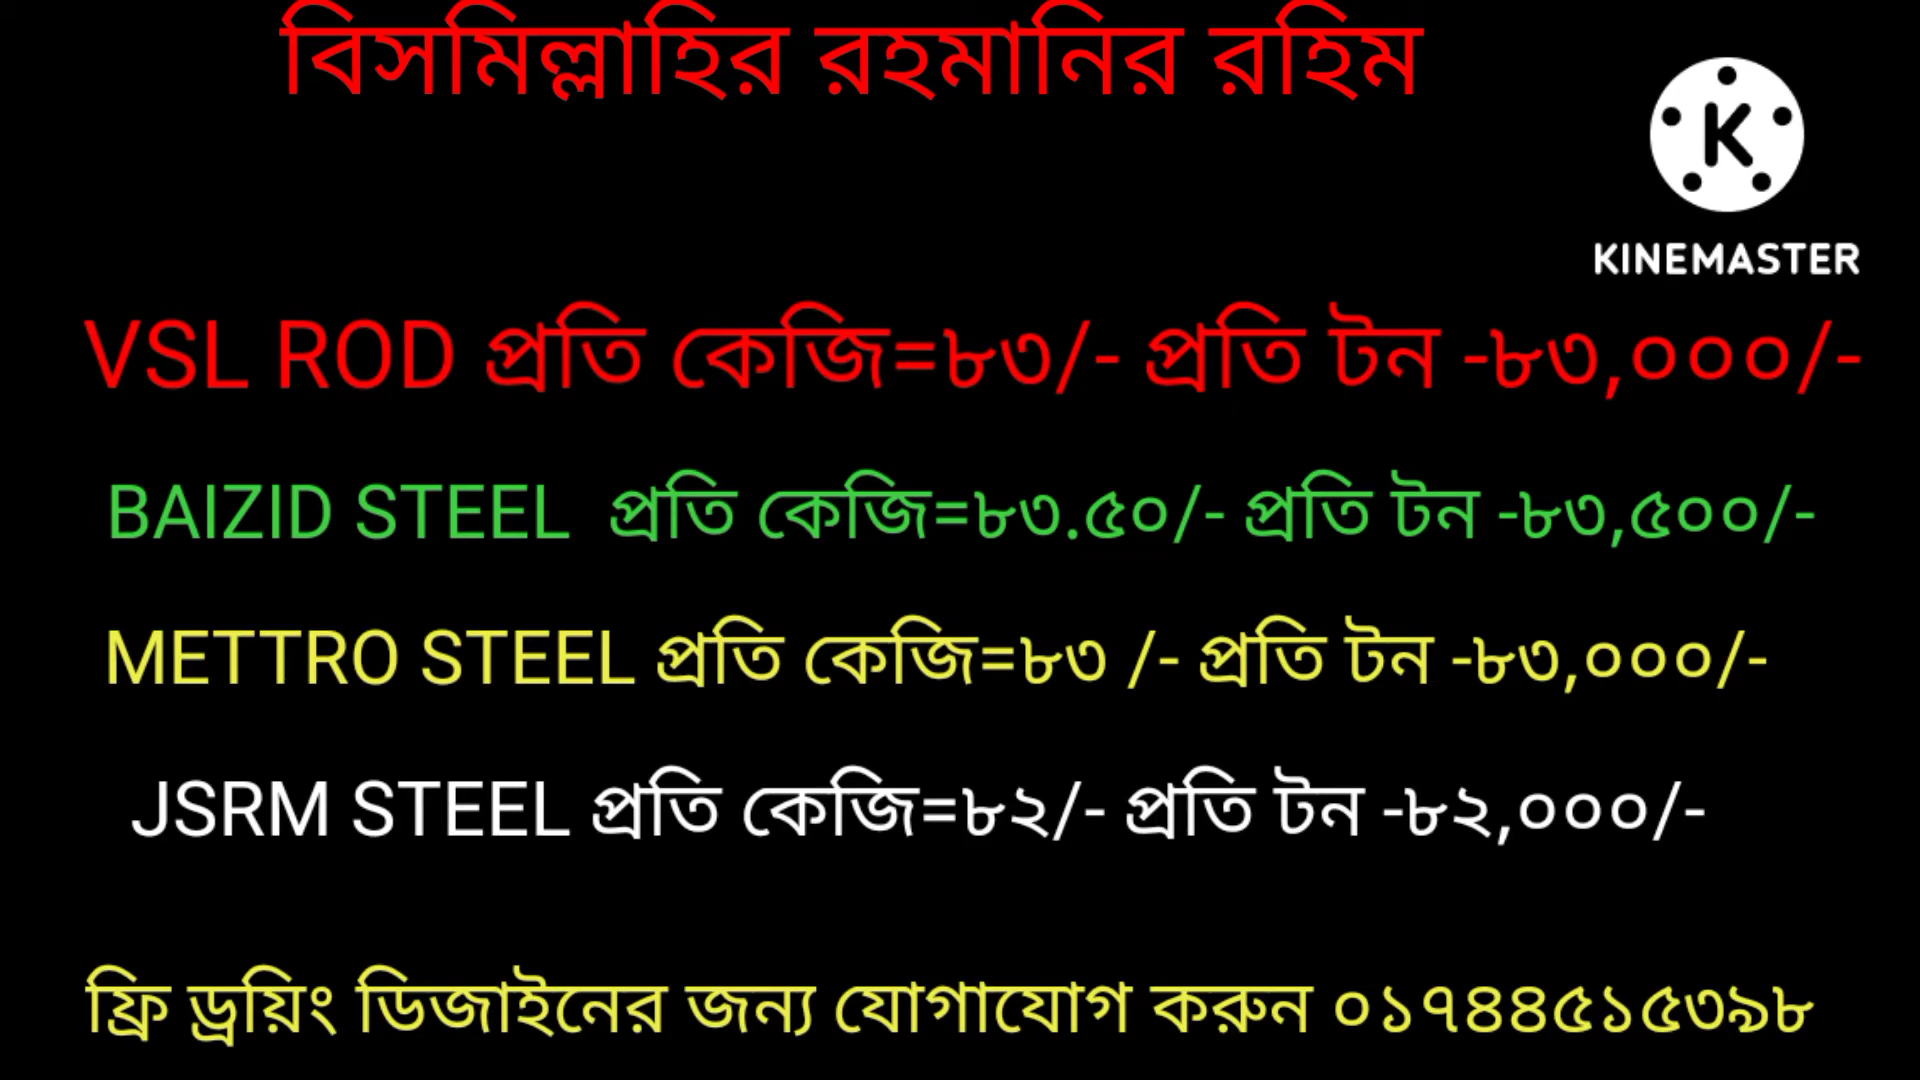 বিসমিল্লাহির রহমানির রহিম
K
KINEMASTER
VSL ROD প্রতি কেজি=৮৩/- প্রতি টন -৮৩,০০০/-
BAIZID STEEL প্রতি কেজি=৮৩.৫০/- প্রতি টন -৮৩,৫০০/-
METTRO STEEL প্রতি কেজি=৮৩ /- প্রতি টন -৮৩,০০০/-
JSRM STEEL প্রতি কেজি=৮২/- প্রতি টন -৮২,০০০/-
ফ্রি ড্রয়িং ডিজাইনের জন্য যোগাযোগ করুন ০১৭৪৪৫১৫৩৯৮